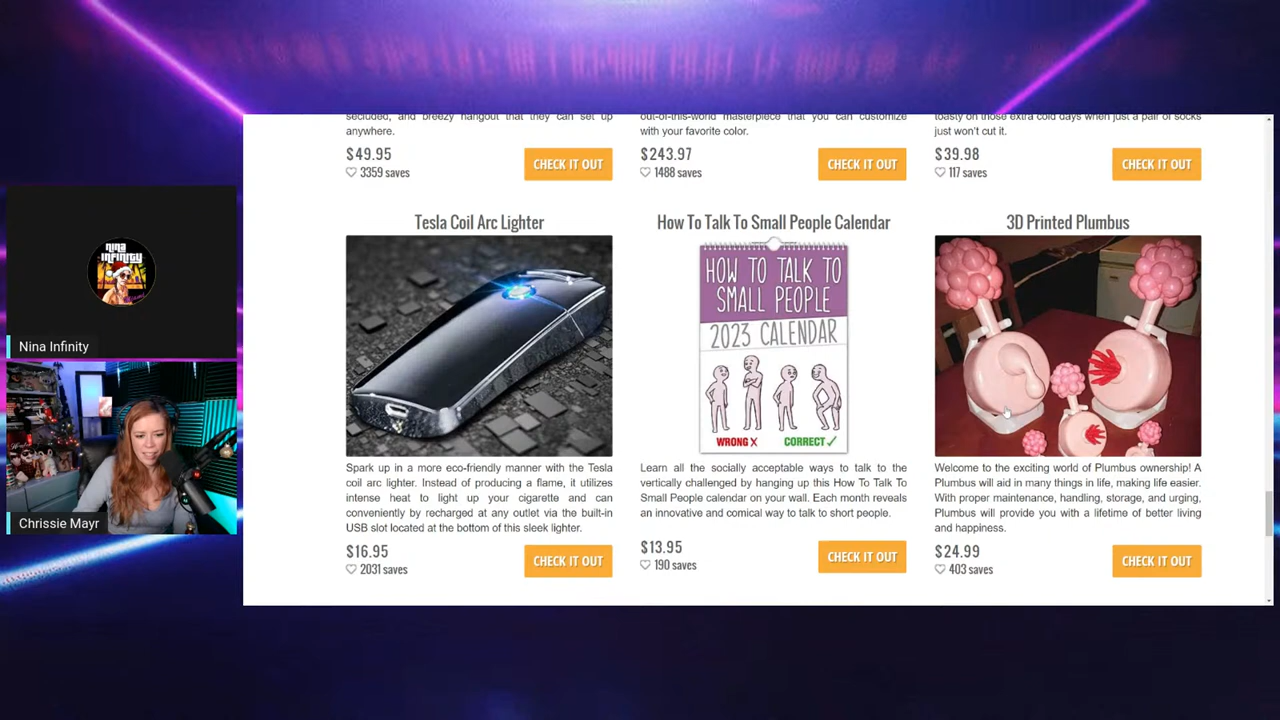 secluded, and breezy hangout that they can set up
anywhere.
$49.95
3359 saves
CHECK IT OUT
out-of-this-world masterpiece that you can customize
with your favorite color.
$243.97
1488 saves
CHECK IT OUT
toasty on those extra cold days when just a pair of socks
just won't cut it.
$39.98
117 saves
CHECK IT OUT
Tesla Coil Arc Lighter
Spark up in a more eco-friendly manner with the Tesla
coil arc lighter. Instead of producing a flame, it utilizes
intense heat to light up your cigarette and can
conveniently by recharged at any outlet via the built-in
USB slot located at the bottom of this sleek lighter.
$16.95
2031 saves
CHECK IT OUT
How To Talk To Small People Calendar
HOW TO TALK TO
SMALL PEOPLE
2023 CALENDAR
WRONG X
CORRECT ✓
Learn all the socially acceptable ways to talk to the
vertically challenged by hanging up this How To Talk To
Small People calendar on your wall. Each month reveals
an innovative and comical way to talk to short people.
$13.95
190 saves
CHECK IT OUT
3D Printed Plumbus
Welcome to the exciting world of Plumbus ownership! A
Plumbus will aid in many things in life, making life easier.
With proper maintenance, handling, storage, and urging,
Plumbus will provide you with a lifetime of better living
and happiness.
$24.99
403 saves
CHECK IT OUT
nina
infinity
Nina Infinity
Chrissie Mayr